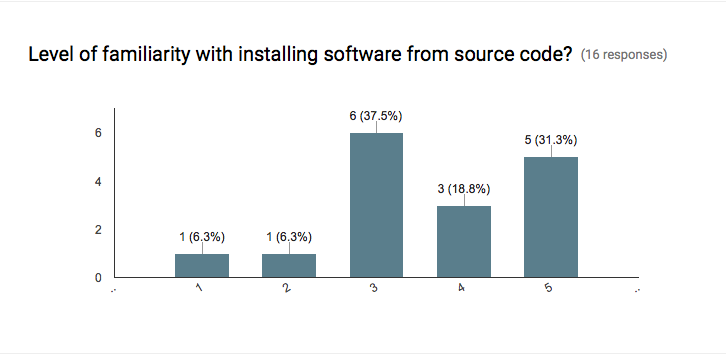 Level of familiarity with installing software from source code? (16 responses)
6 (37.5%)
6
5 (31.3%)
4
3 (18.8%)
2
1 (6.3%) 1 (6.3%)
0
.. 1 2 3 4 5 ..